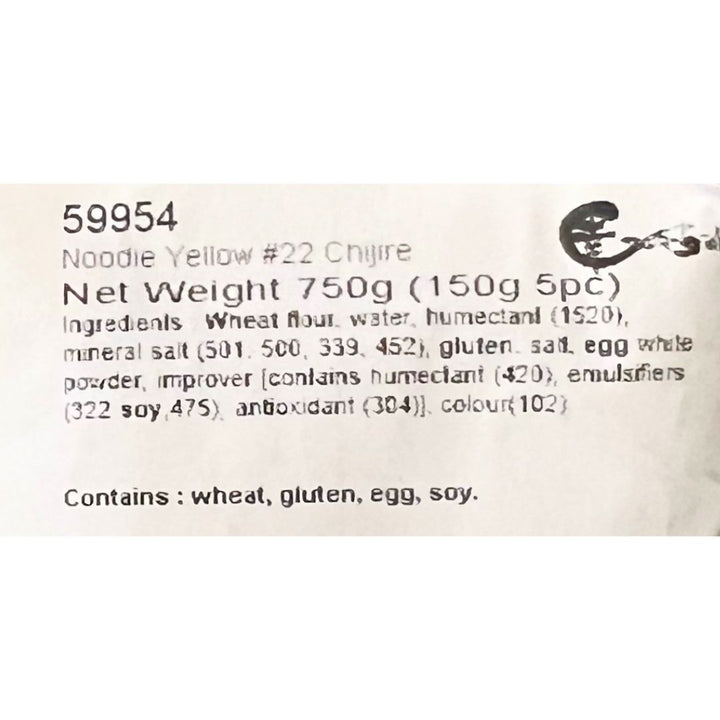 59954
Noodle Yellow #22 Chijire
Net Weight 750g (150g 5pc)
Ingredients Wheat flour, water, humectant (1520),
mineral salt (501, 500, 339, 452), gluten, salt, egg white
powder, improver [contains humectant (420), emulsifiers
(322 soy, 475), antioxidant (304)], colour(102)
Contains : wheat, gluten, egg, soy.